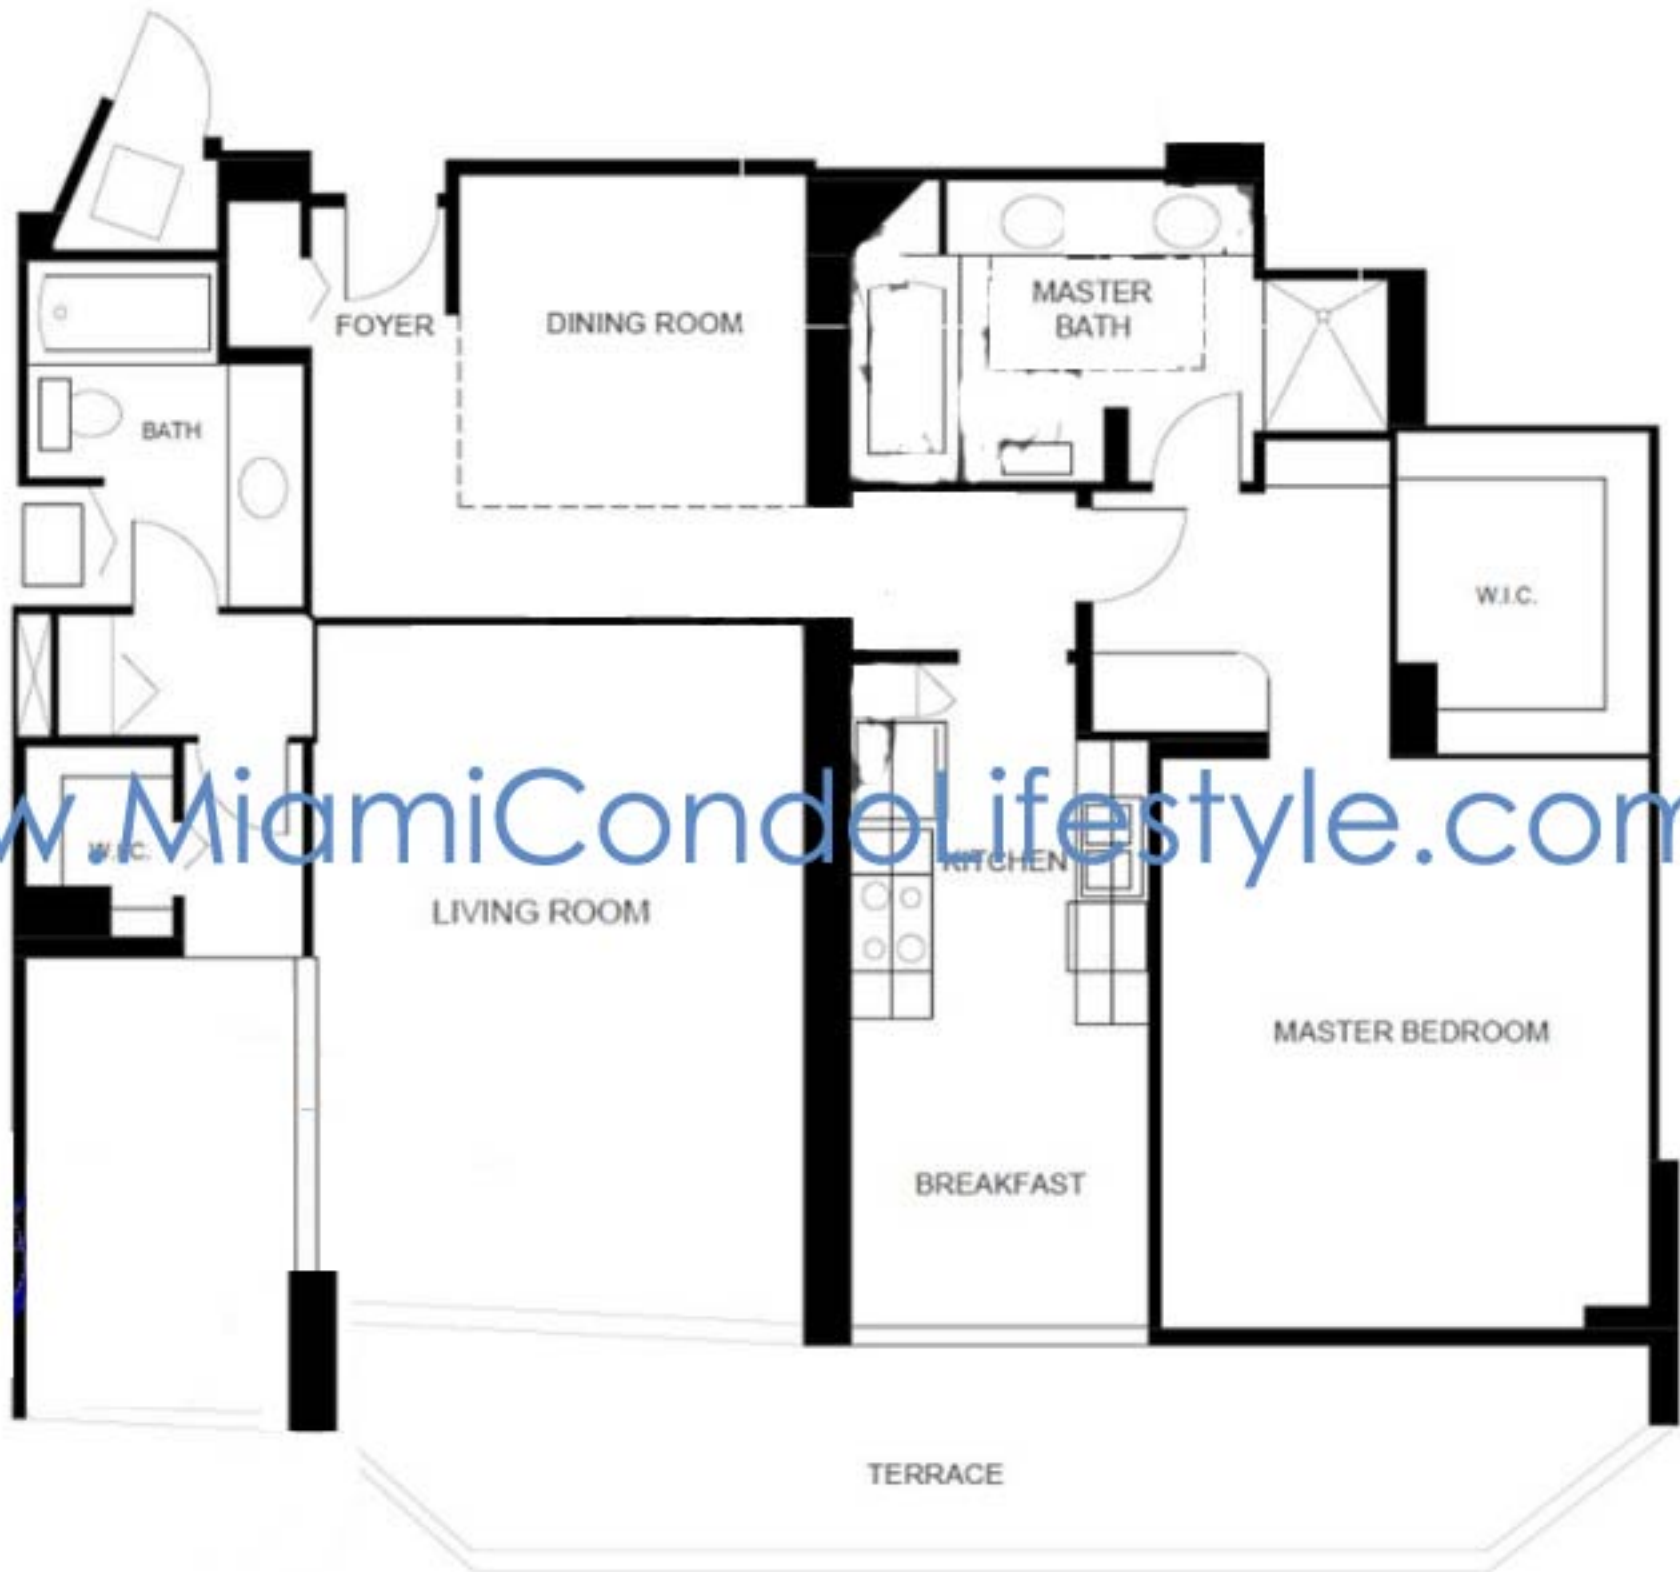 FOYER
DINING ROOM
MASTER
BATH
BATH
W.I.C.
w.MiamiCondoLifestyle.com
W.I.C.
KITCHEN
LIVING ROOM
MASTER BEDROOM
BREAKFAST
TERRACE